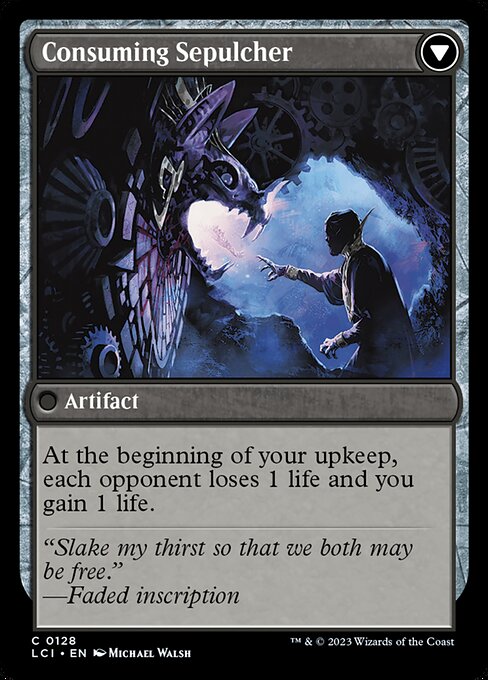 Consuming Sepulcher
Artifact
At the beginning of your upkeep,
each opponent loses 1 life and you
gain 1 life.
“Slake my thirst so that we both may
be free.”
—Faded inscription
C 0128
LCI • EN Michael Walsh
™ & © 2023 Wizards of the Coast